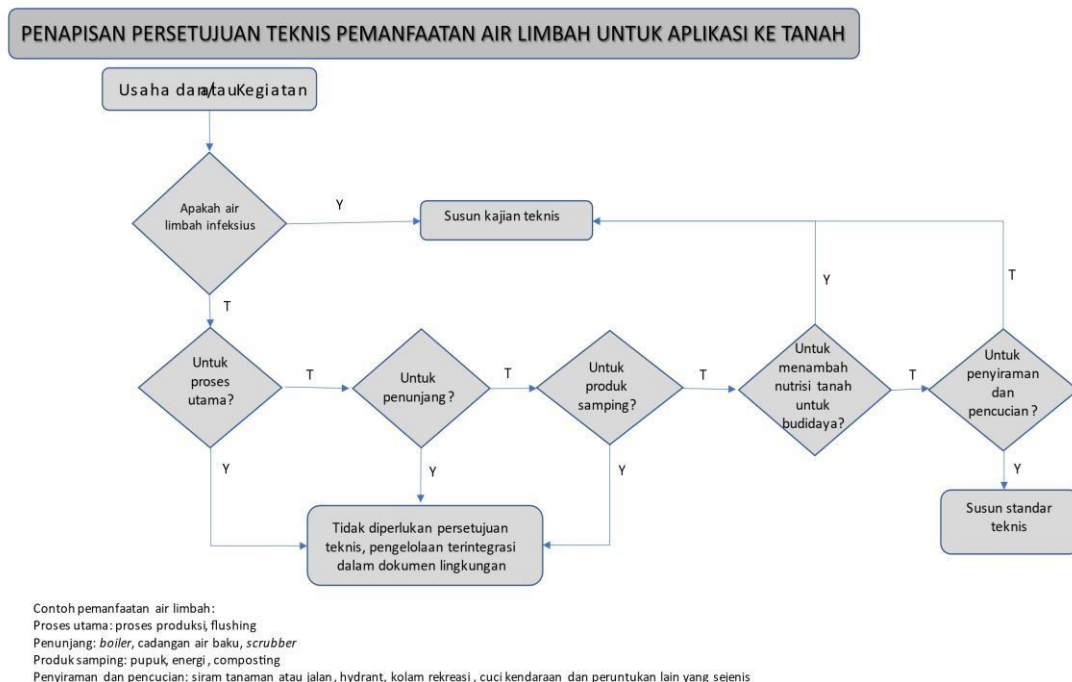 PENAPISAN PERSETUJUAN TEKNIS PEMANFAATAN AIR LIMBAH UNTUK APLIKASI KE TANAH
Usaha dan/atau Kegiatan
Apakah air
limbah infeksius
Y
Susun kajian teknis
T
Y
T
Untuk
proses
utama?
T
Untuk
penunjang?
T
Untuk
produk
samping?
T
Untuk
menambah
nutrisi tanah
untuk
budidaya?
T
Untuk
penyiraman
dan
pencucian ?
Y
Y
Y
Y
Tidak diperlukan persetujuan
teknis, pengelolaan terintegrasi
dalam dokumen lingkungan
Susun standar
teknis
Contoh pemanfaatan air limbah:
Proses utama: proses produksi, flushing
Penunjang: boiler, cadangan air baku, scrubber
Produk samping: pupuk, energi, composting
Penyiraman dan pencucian: siram tanaman atau jalan, hydrant, kolam rekreasi, cuci kendaraan dan peruntukan lain yang sejenis